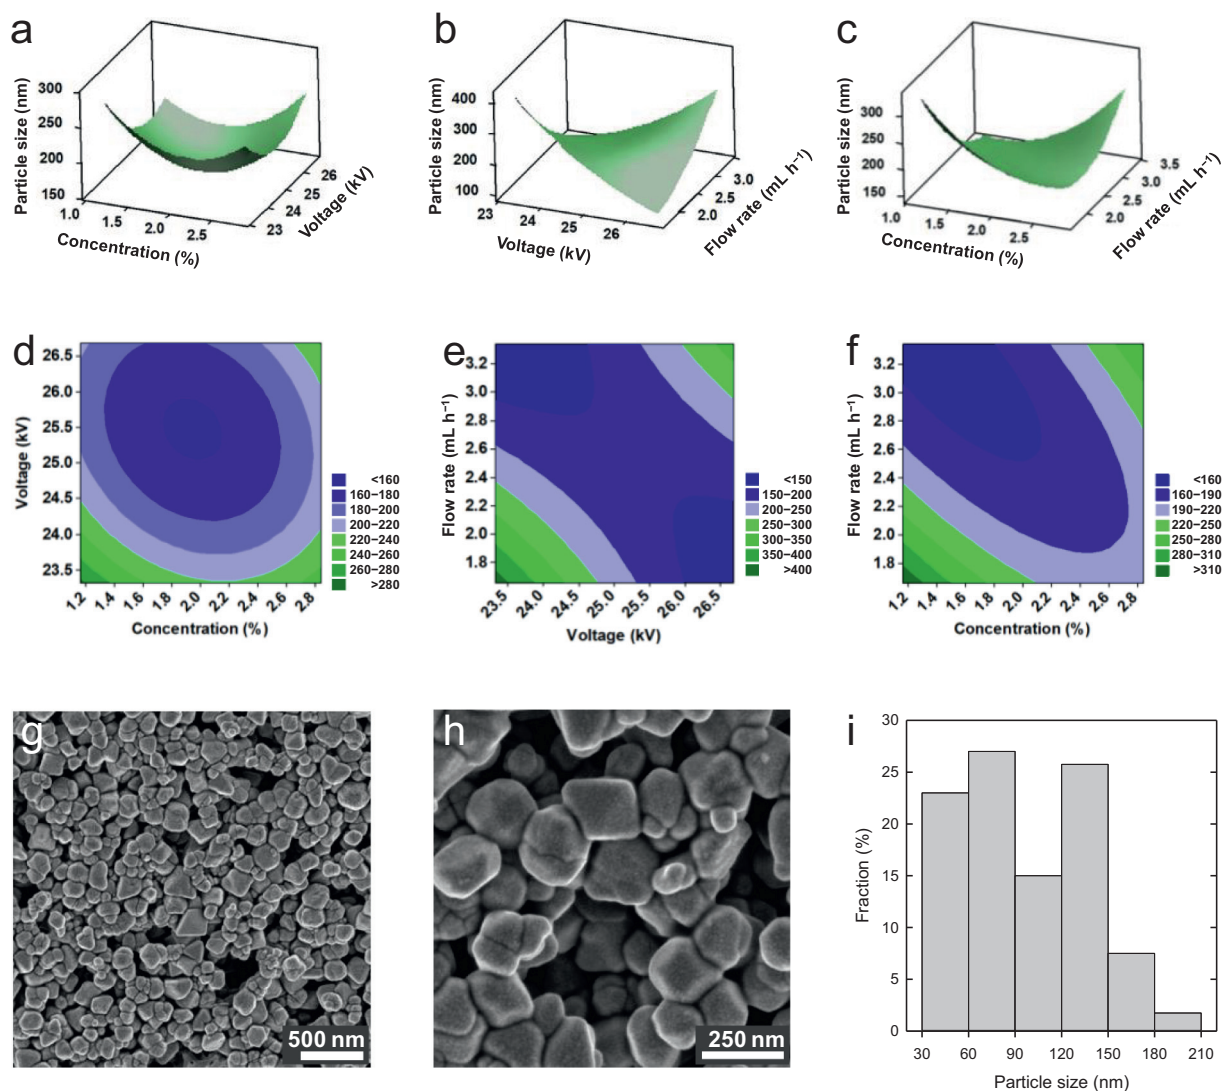 a
Particle size (nm)
300
250
200
150
1.0
1.5
2.0
2.5
Concentration (%)
23
24
25
26
Voltage (kV)
b
Particle size (nm)
400
300
200
100
23
24
25
26
Voltage (kV)
2.0
2.5
3.0
Flow rate (mL h⁻¹)
c
Particle size (nm)
300
250
200
150
1.0
1.5
2.0
2.5
Concentration (%)
2.0
2.5
3.0
3.5
Flow rate (mL h⁻¹)
d
Voltage (kV)
26.5
26.0
25.5
25.0
24.5
24.0
23.5
1.2 1.4 1.6 1.8 2.0 2.2 2.4 2.6 2.8
Concentration (%)
<160
160–180
180–200
200–220
220–240
240–260
260–280
>280
e
Flow rate (mL h⁻¹)
3.2
3.0
2.8
2.6
2.4
2.2
2.0
1.8
23.5 24.0 24.5 25.0 25.5 26.0 26.5
Voltage (kV)
<150
150–200
200–250
250–300
300–350
350–400
>400
f
Flow rate (mL h⁻¹)
3.2
3.0
2.8
2.6
2.4
2.2
2.0
1.8
1.2 1.4 1.6 1.8 2.0 2.2 2.4 2.6 2.8
Concentration (%)
<160
160–190
190–220
220–250
250–280
280–310
>310
g
500 nm
h
250 nm
i
Fraction (%)
30
25
20
15
10
5
0
30 60 90 120 150 180 210
Particle size (nm)